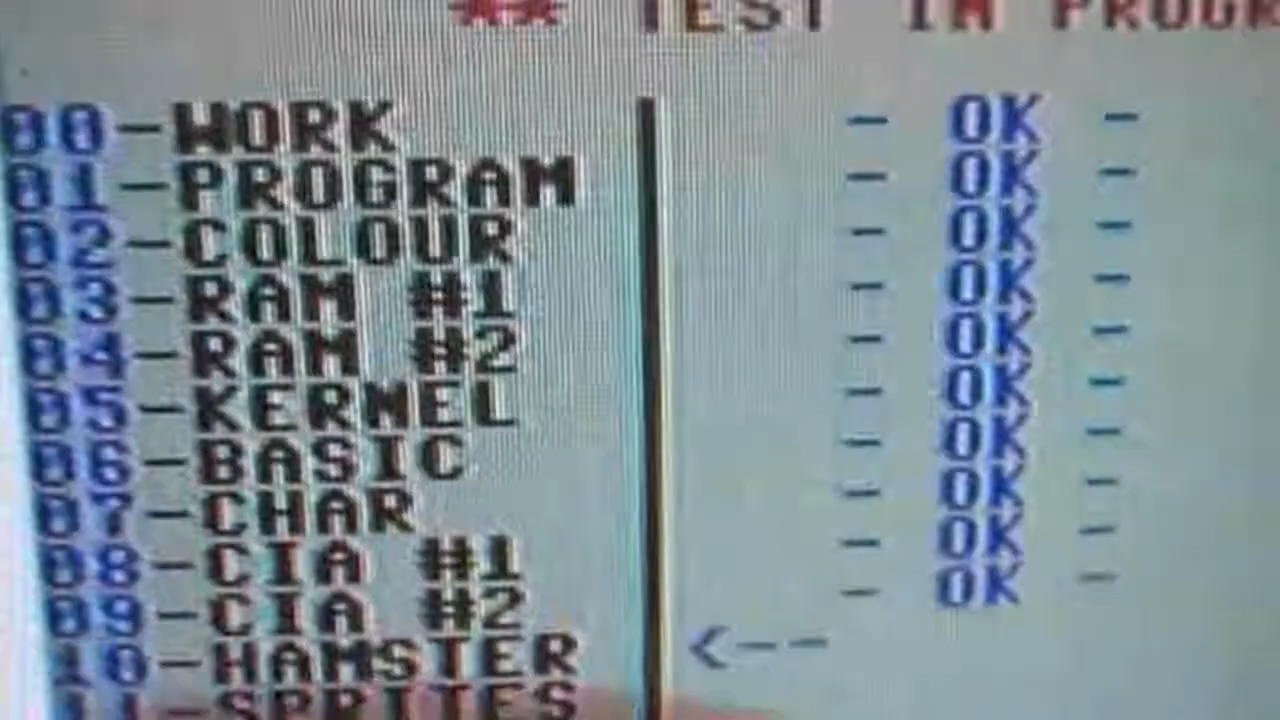 ** TEST IN PROGR
00-WORK - OK -
01-PROGRAM - OK -
02-COLOUR - OK -
03-RAM #1 - OK -
04-RAM #2 - OK -
05-KERMEL - OK -
06-BASIC - OK -
07-CHAR - OK -
08-CIA #1 - OK -
09-CIA #2 - OK -
10-HAMSTER <--
11-SPRITES